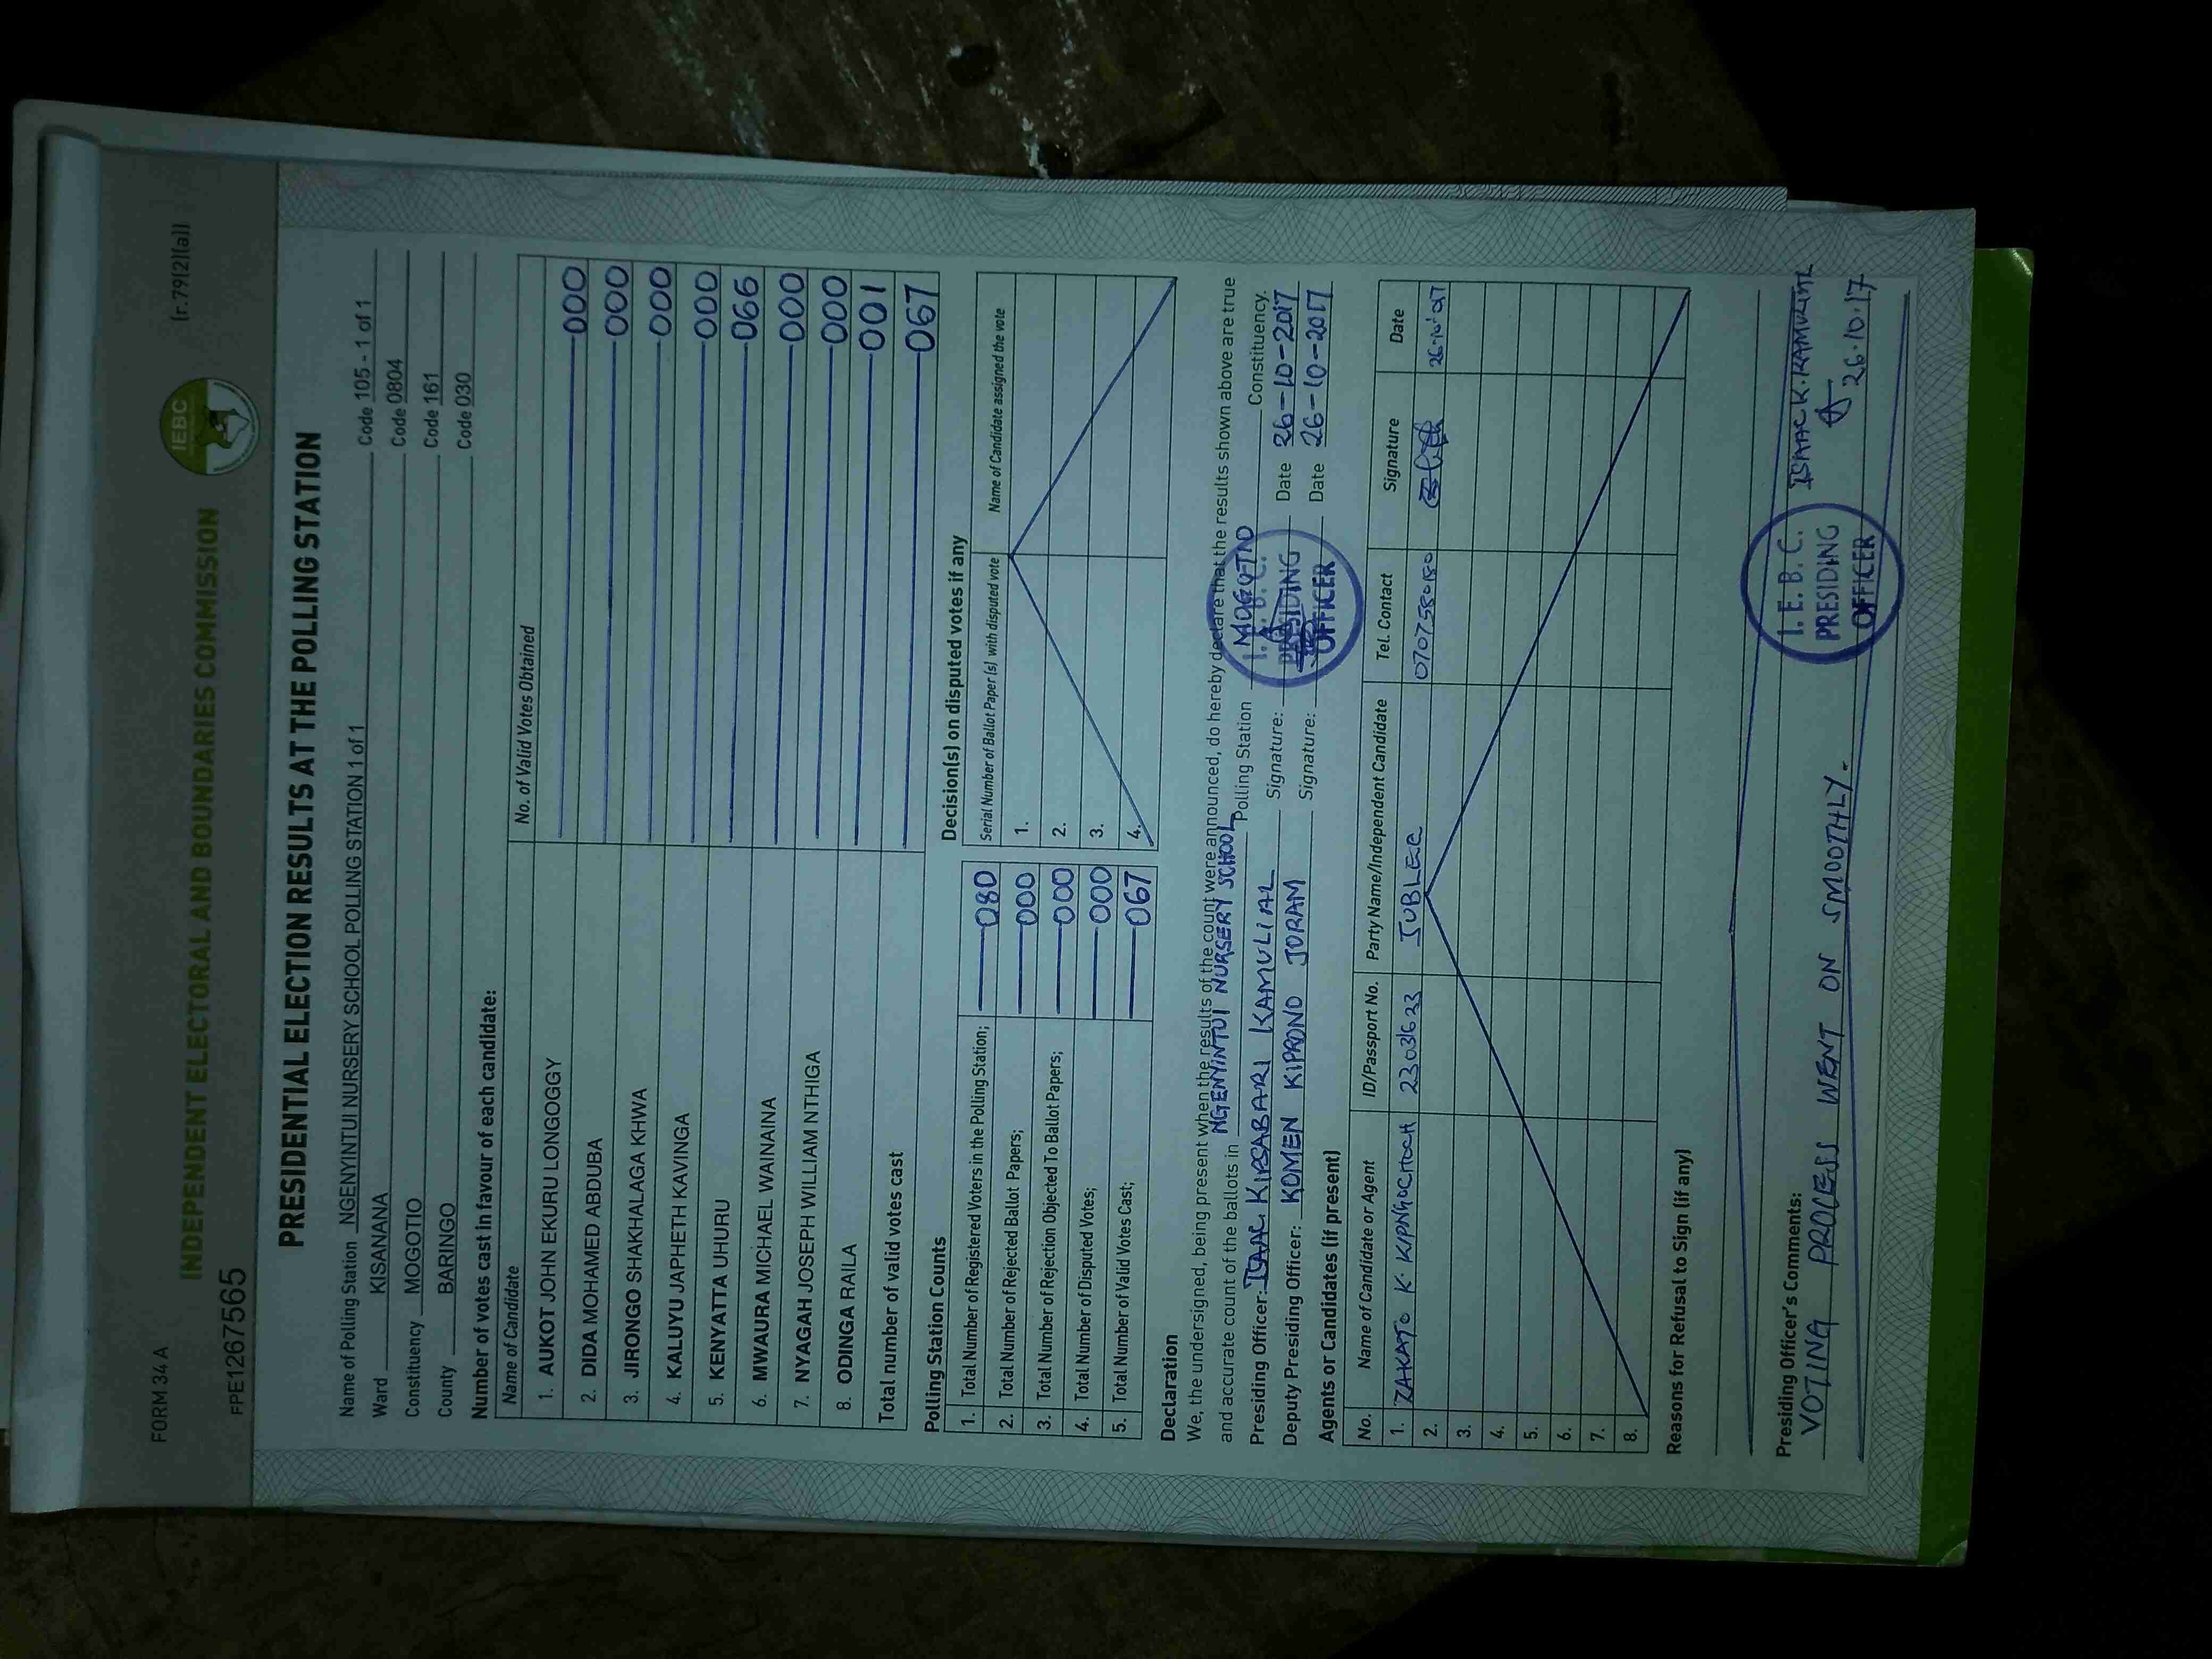 FORM 34 A
(r.79(2)(a))
INDEPENDENT ELECTORAL AND BOUNDARIES COMMISSION
IEBC
FPE1267565
PRESIDENTIAL ELECTION RESULTS AT THE POLLING STATION
Name of Polling Station NGENYINTUI NURSERY SCHOOL POLLING STATION 1 of 1 Code 105 - 1 of 1
Ward KISANANA Code 0804
Constituency MOGOTIO Code 161
County BARINGO Code 030
Number of votes cast in favour of each candidate:
Name of Candidate No. of Valid Votes Obtained
1. AUKOT JOHN EKURU LONGOGGY 000
2. DIDA MOHAMED ABDUBA 000
3. JIRONGO SHAKHALAGA KHWA 000
4. KALUYU JAPHETH KAVINGA 000
5. KENYATTA UHURU 066
6. MWAURA MICHAEL WAINAINA 000
7. NYAGAH JOSEPH WILLIAM NTHIGA 000
8. ODINGA RAILA 001
Total number of valid votes cast 067
Polling Station Counts
1. Total Number of Registered Voters in the Polling Station; 080
2. Total Number of Rejected Ballot Papers; 000
3. Total Number of Rejection Objected To Ballot Papers; 000
4. Total Number of Disputed Votes; 000
5. Total Number of Valid Votes Cast; 067
Decision(s) on disputed votes if any
Serial Number of Ballot Paper (s) with disputed vote Name of Candidate assigned the vote
1.
2.
3.
4.
Declaration
We, the undersigned, being present when the results of the count were announced, do hereby declare that the results shown above are true
and accurate count of the ballots in NGENYINTUI NURSERY SCHOOL Polling Station MOGOTIO Constituency.
Presiding Officer: ISAAC KIPSABARI KAMULIAL Signature: Date 26-10-2017
Deputy Presiding Officer: KOMEN KIPRONO JORAM Signature: Date 26-10-2017
I. E. B. C.
PRESIDING
OFFICER
Agents or Candidates (if present)
No. Name of Candidate or Agent ID/Passport No. Party Name/Independent Candidate Tel. Contact Signature Date
1. ZAKAYO K. 23031633 JUBLEE 0707580180
2.
3.
4.
5.
6.
7.
8.
Reasons for Refusal to Sign (if any)
Presiding Officer's Comments:
VOTING PROCESS WENT ON SMOOTHLY.
I. E. B. C.
PRESIDING
OFFICER
ISAAC K. KAMULIAL
26.10.17